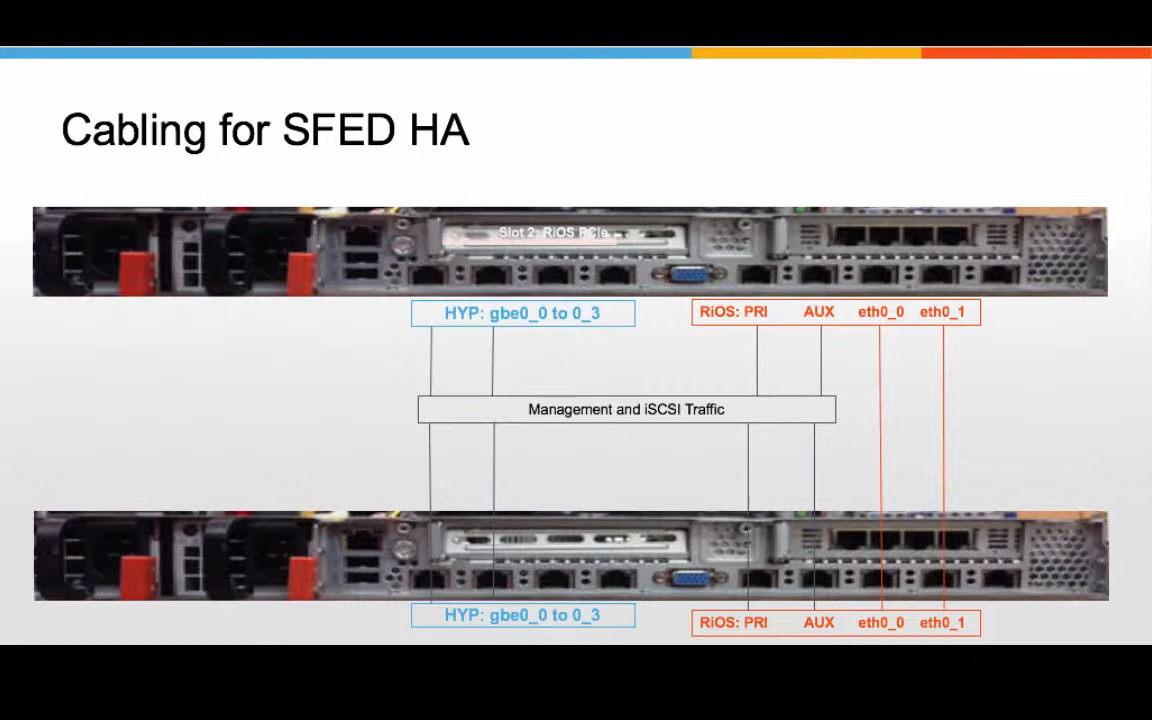 Cabling for SFED HA
Slot 2: RiOS PCIe
HYP: gbe0_0 to 0_3
RiOS: PRI AUX eth0_0 eth0_1
Management and iSCSI Traffic
HYP: gbe0_0 to 0_3
RiOS: PRI AUX eth0_0 eth0_1